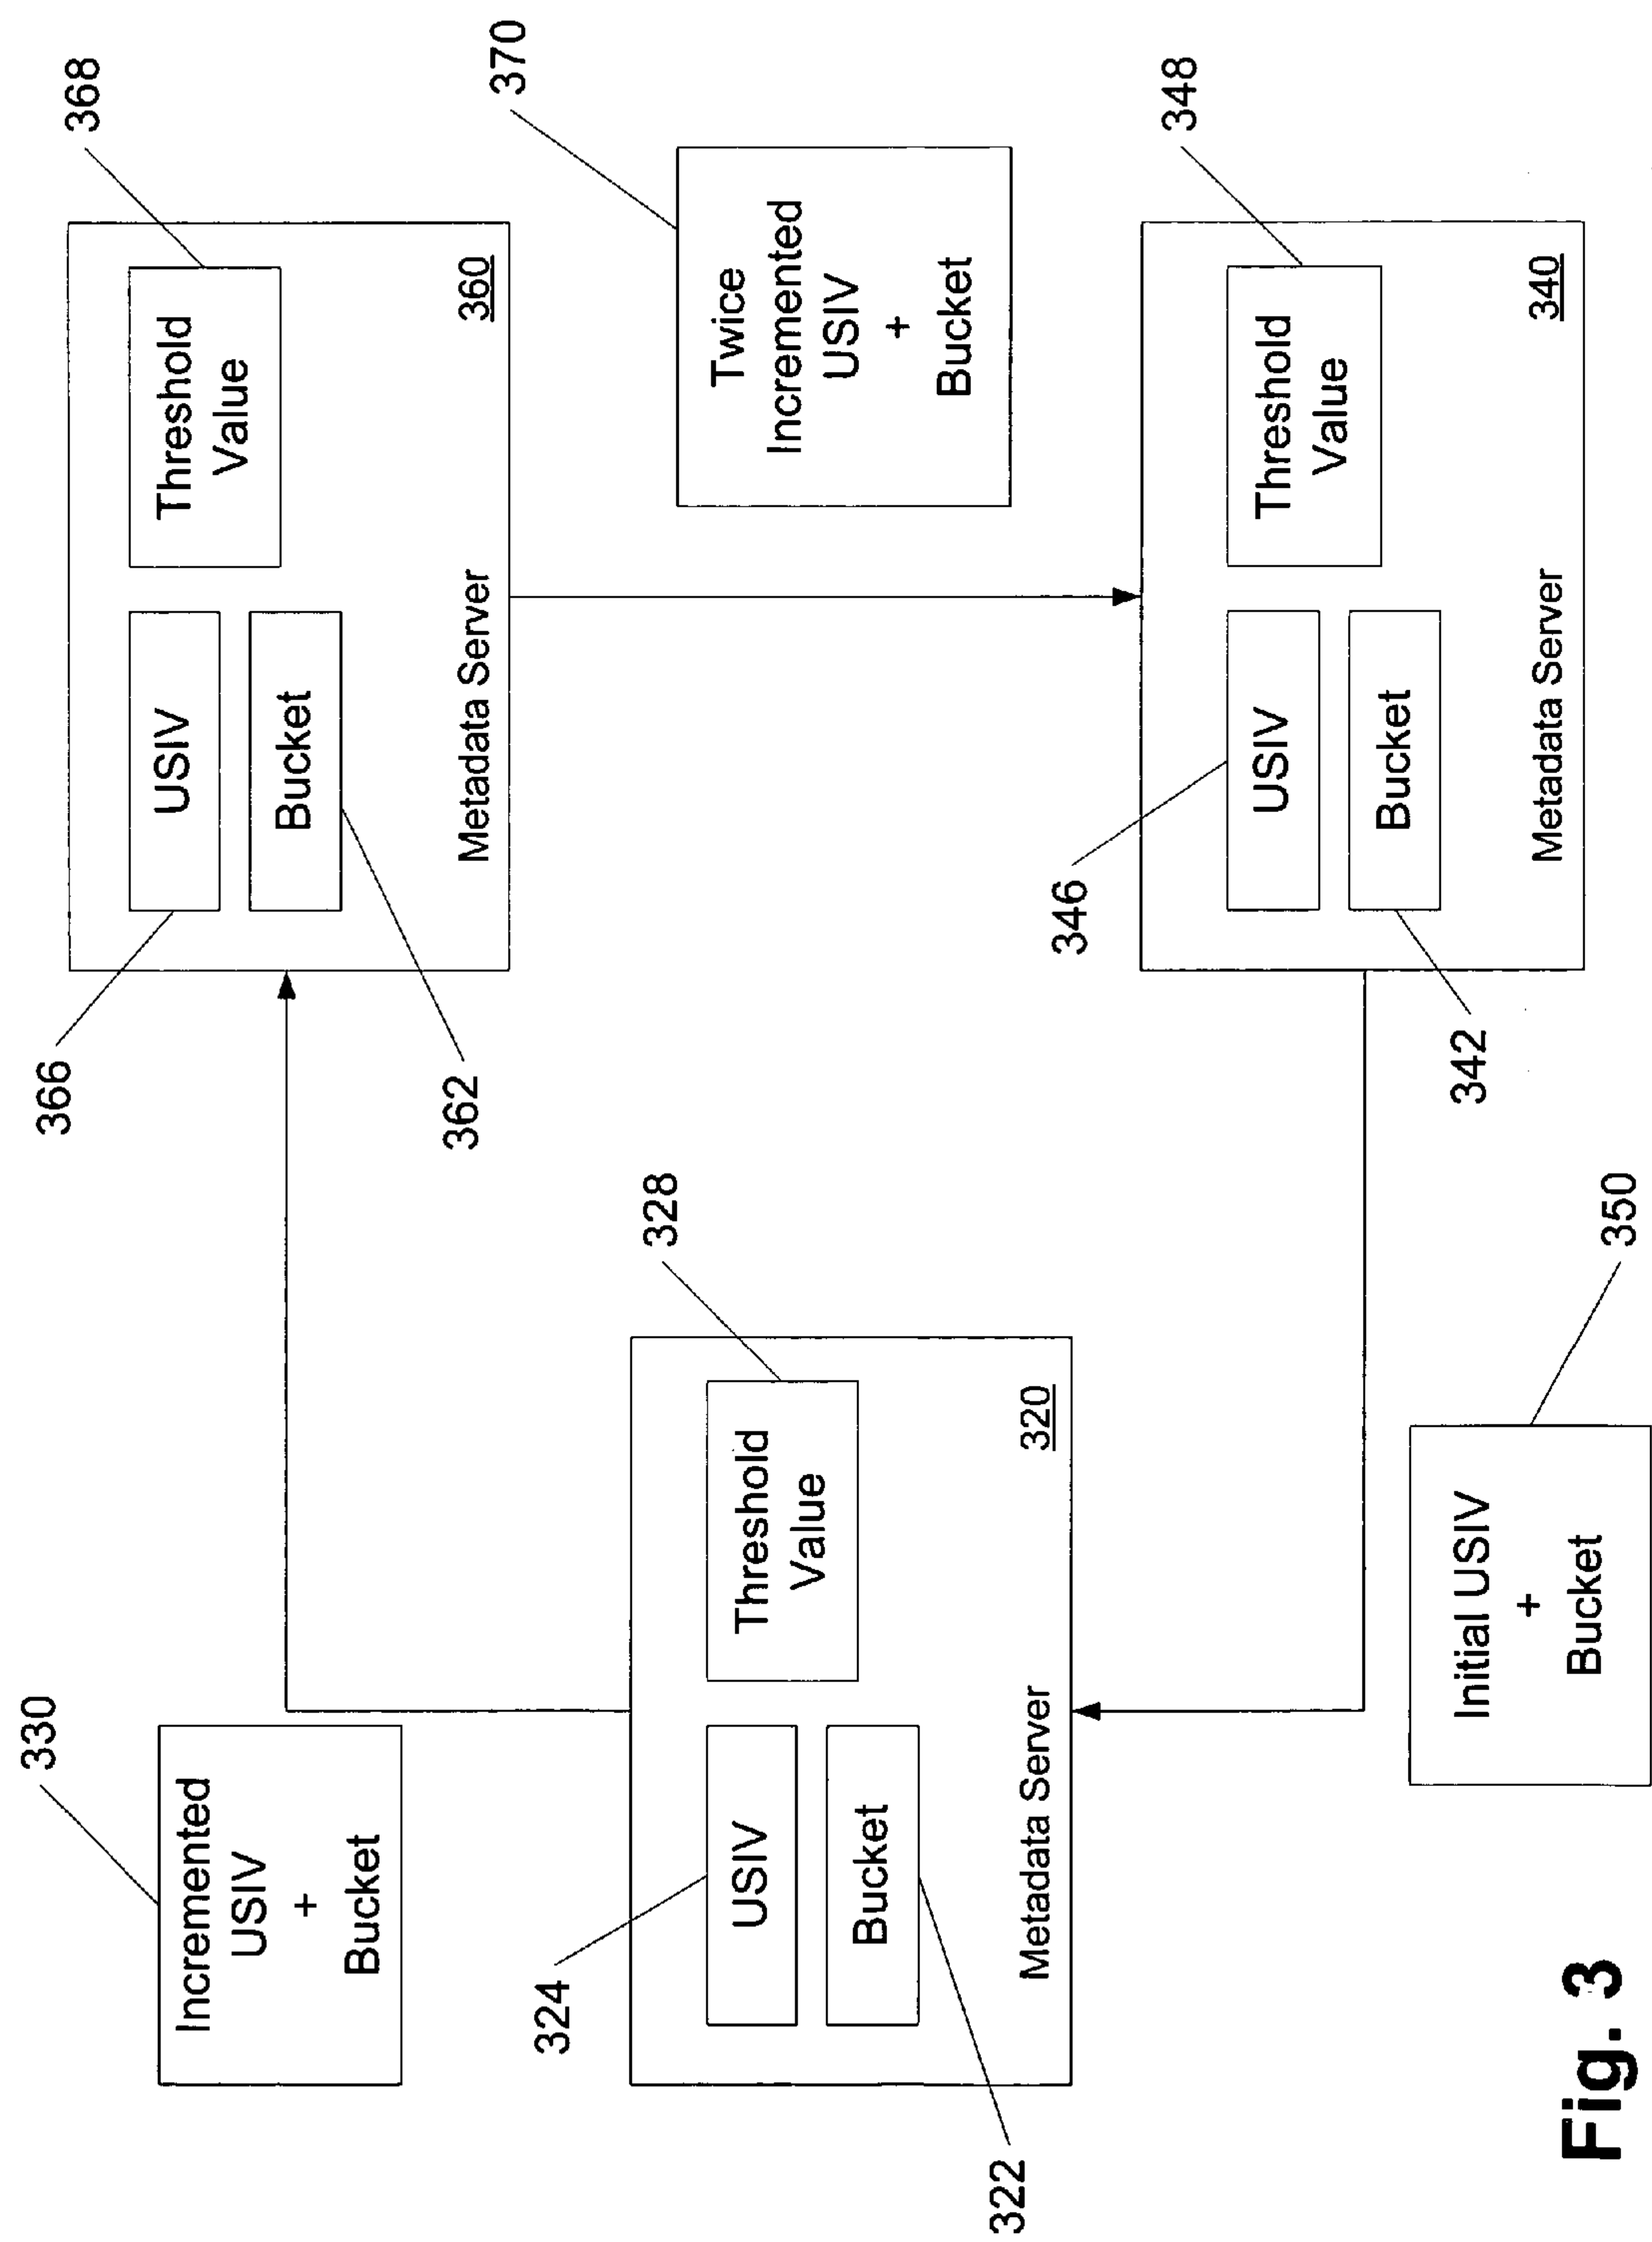 330
Incremented
USIV
+
Bucket
366
USIV
Threshold
Value
368
Bucket
362
Metadata Server
360
324
USIV
Threshold
Value
328
Bucket
322
Metadata Server
320
Twice
Incremented
USIV
+
Bucket
370
346
USIV
Threshold
Value
348
Bucket
342
Metadata Server
340
Initial USIV
+
Bucket
350
Fig. 3